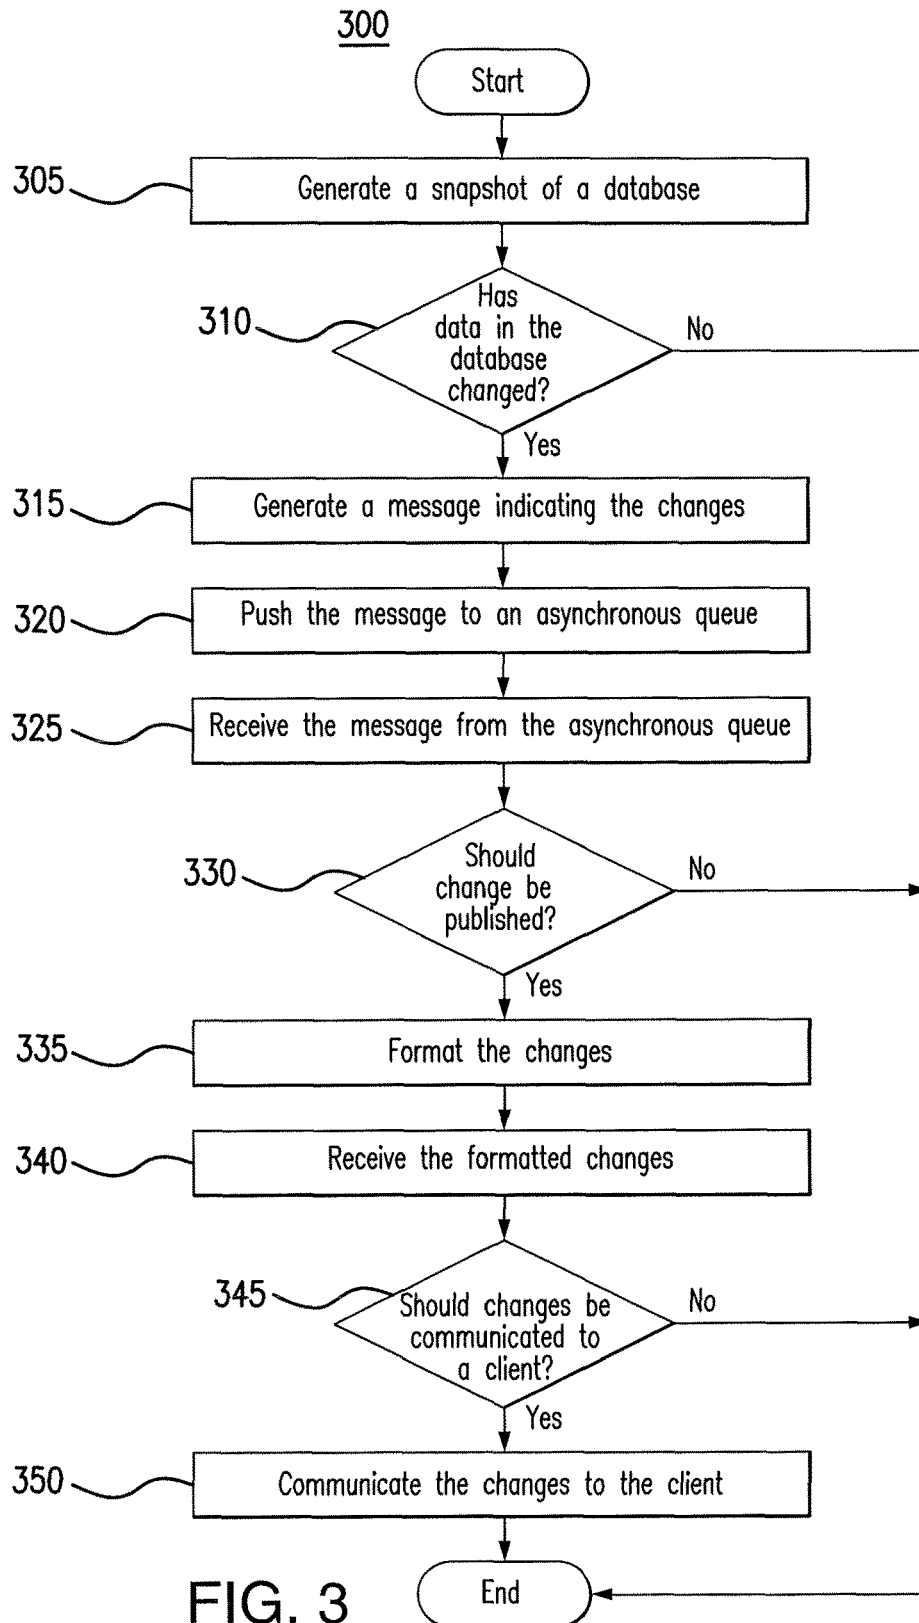 300
Start
305
Generate a snapshot of a database
310
Has
data in the
database
changed?
No
Yes
315
Generate a message indicating the changes
320
Push the message to an asynchronous queue
325
Receive the message from the asynchronous queue
330
Should
change be
published?
No
Yes
335
Format the changes
340
Receive the formatted changes
345
Should changes be
communicated to
a client?
No
Yes
350
Communicate the changes to the client
End
FIG. 3